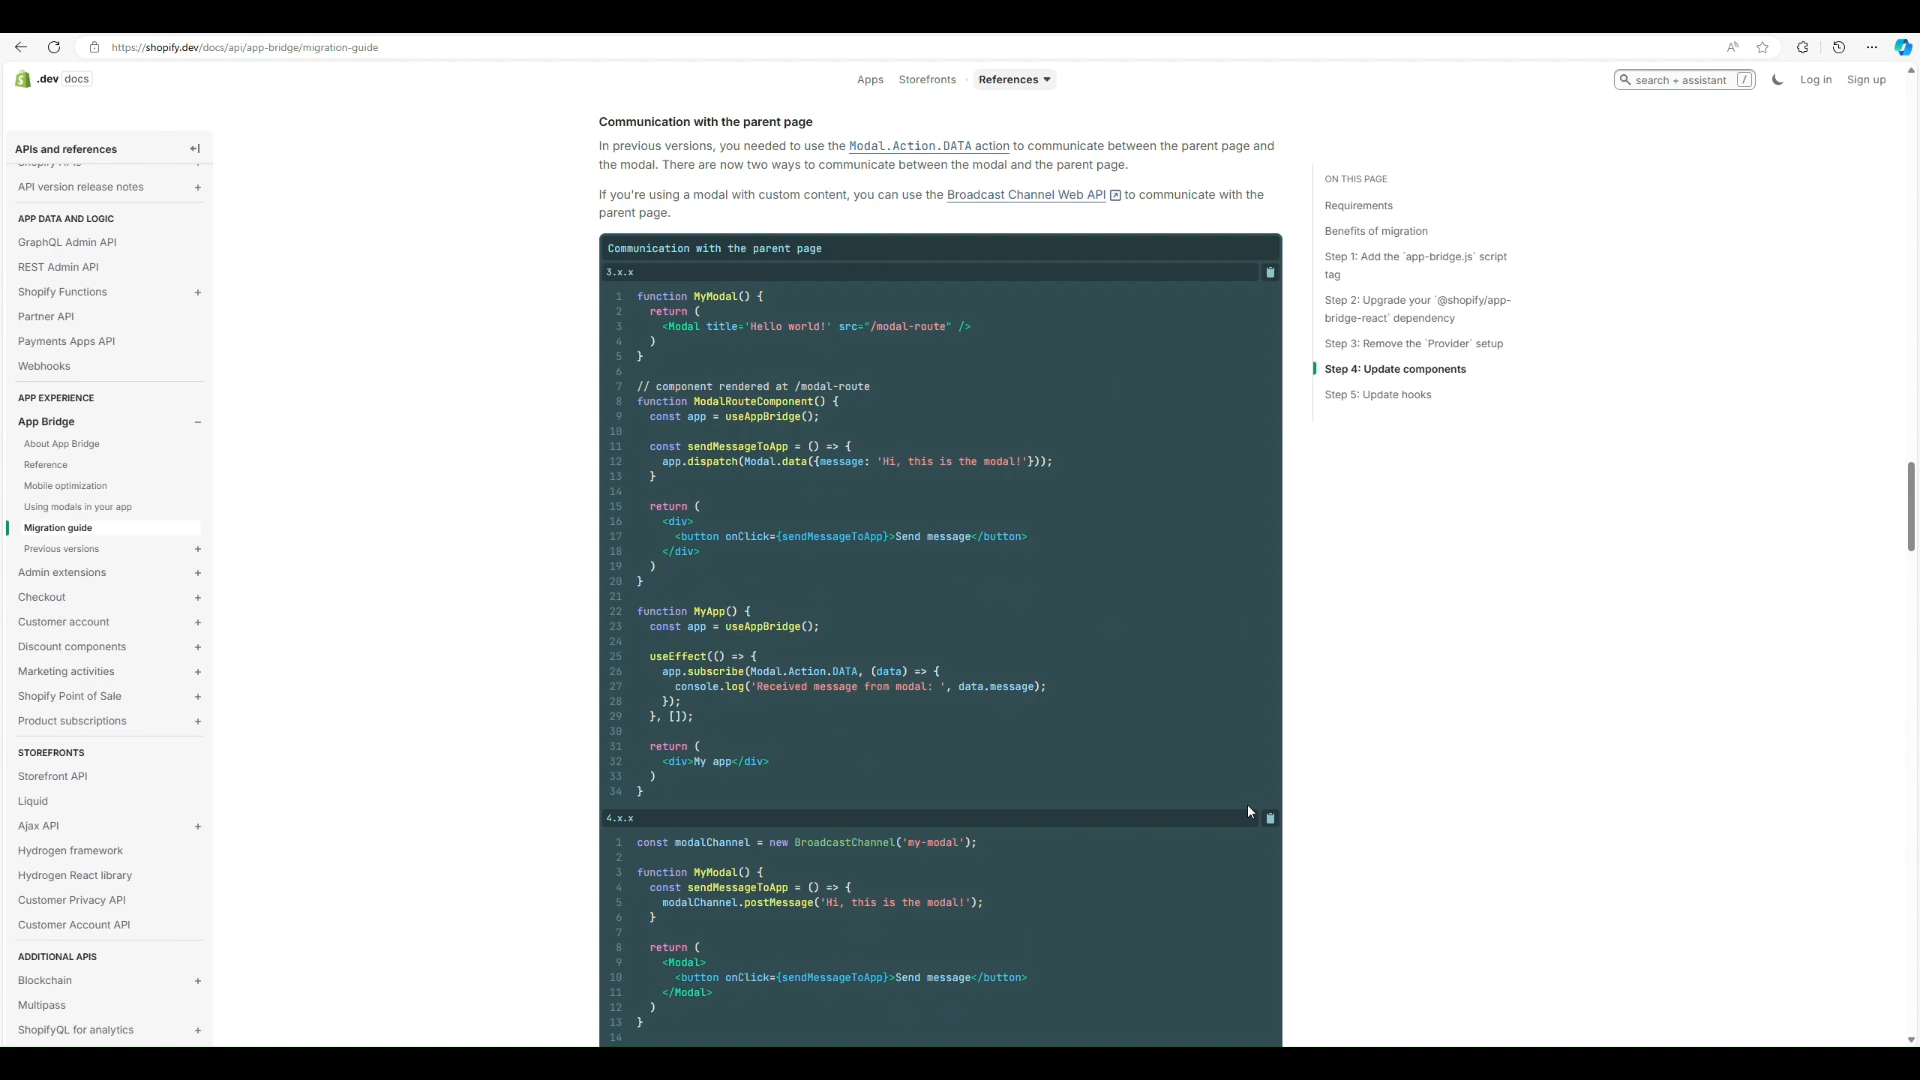 https://shopify.dev/docs/api/app-bridge/migration-guide
.dev docs
Apps Storefronts References
search + assistant /
Log in Sign up
APIs and references
API version release notes +
APP DATA AND LOGIC
GraphQL Admin API
REST Admin API
Shopify Functions +
Partner API
Payments Apps API
Webhooks
APP EXPERIENCE
App Bridge −
About App Bridge
Reference
Mobile optimization
Using modals in your app
Migration guide
Previous versions +
Admin extensions +
Checkout +
Customer account +
Discount components +
Marketing activities +
Shopify Point of Sale +
Product subscriptions +
STOREFRONTS
Storefront API
Liquid
Ajax API +
Hydrogen framework
Hydrogen React library
Customer Privacy API
Customer Account API
ADDITIONAL APIS
Blockchain +
Multipass
ShopifyQL for analytics +
Communication with the parent page
In previous versions, you needed to use the Modal.Action.DATA action to communicate between the parent page and
the modal. There are now two ways to communicate between the modal and the parent page.
If you're using a modal with custom content, you can use the Broadcast Channel Web API to communicate with the
parent page.
Communication with the parent page
3.x.x
1 function MyModal() {
2 return (
3 <Modal title='Hello world!' src="/modal-route" />
4 )
5 }
6
7 // component rendered at /modal-route
8 function ModalRouteComponent() {
9 const app = useAppBridge();
10
11 const sendMessageToApp = () => {
12 app.dispatch(Modal.data({message: 'Hi, this is the modal!'}));
13 }
14
15 return (
16 <div>
17 <button onClick={sendMessageToApp}>Send message</button>
18 </div>
19 )
20 }
21
22 function MyApp() {
23 const app = useAppBridge();
24
25 useEffect(() => {
26 app.subscribe(Modal.Action.DATA, (data) => {
27 console.log('Received message from modal: ', data.message);
28 });
29 }, []);
30
31 return (
32 <div>My app</div>
33 )
34 }
4.x.x
1 const modalChannel = new BroadcastChannel('my-modal');
2
3 function MyModal() {
4 const sendMessageToApp = () => {
5 modalChannel.postMessage('Hi, this is the modal!');
6 }
7
8 return (
9 <Modal>
10 <button onClick={sendMessageToApp}>Send message</button>
11 </Modal>
12 )
13 }
14
ON THIS PAGE
Requirements
Benefits of migration
Step 1: Add the `app-bridge.js` script
tag
Step 2: Upgrade your `@shopify/app-
bridge-react` dependency
Step 3: Remove the `Provider` setup
Step 4: Update components
Step 5: Update hooks